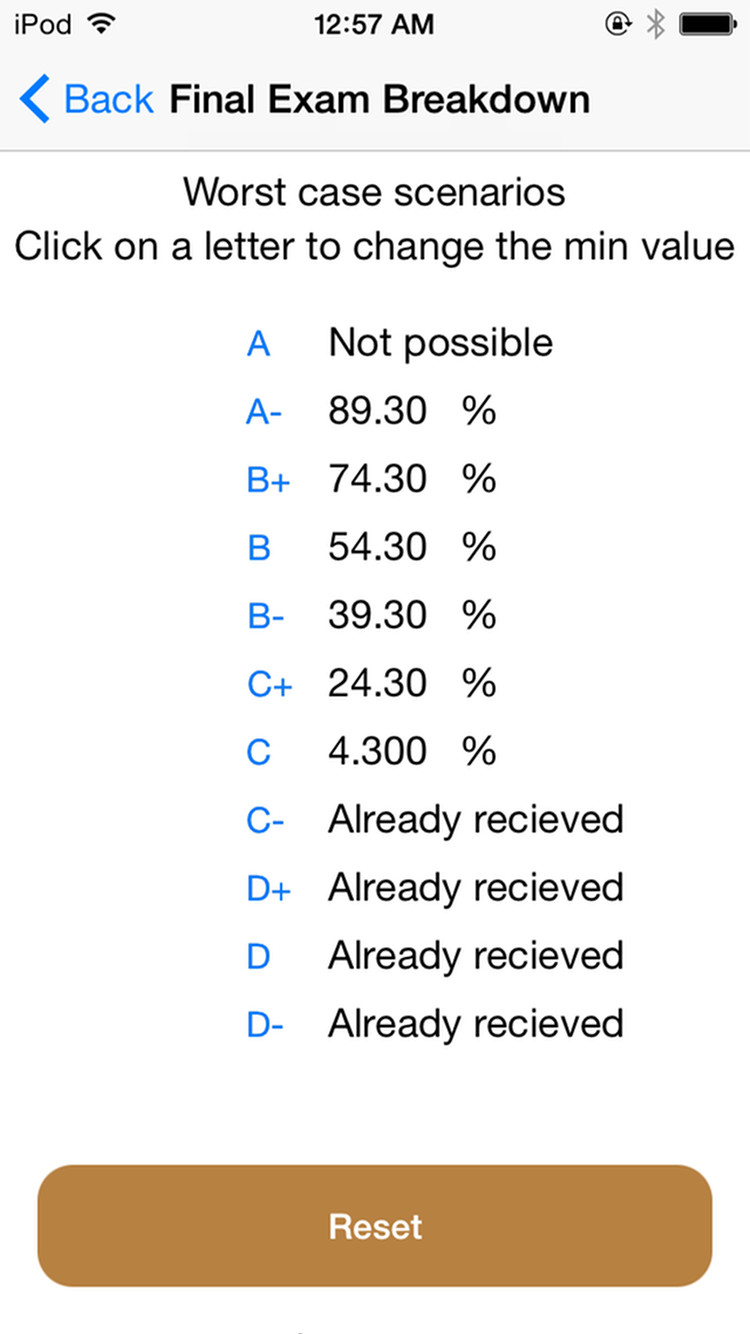 iPod 12:57 AM
Back Final Exam Breakdown
Worst case scenarios
Click on a letter to change the min value
A Not possible
A- 89.30 %
B+ 74.30 %
B 54.30 %
B- 39.30 %
C+ 24.30 %
C 4.300 %
C- Already recieved
D+ Already recieved
D Already recieved
D- Already recieved
Reset